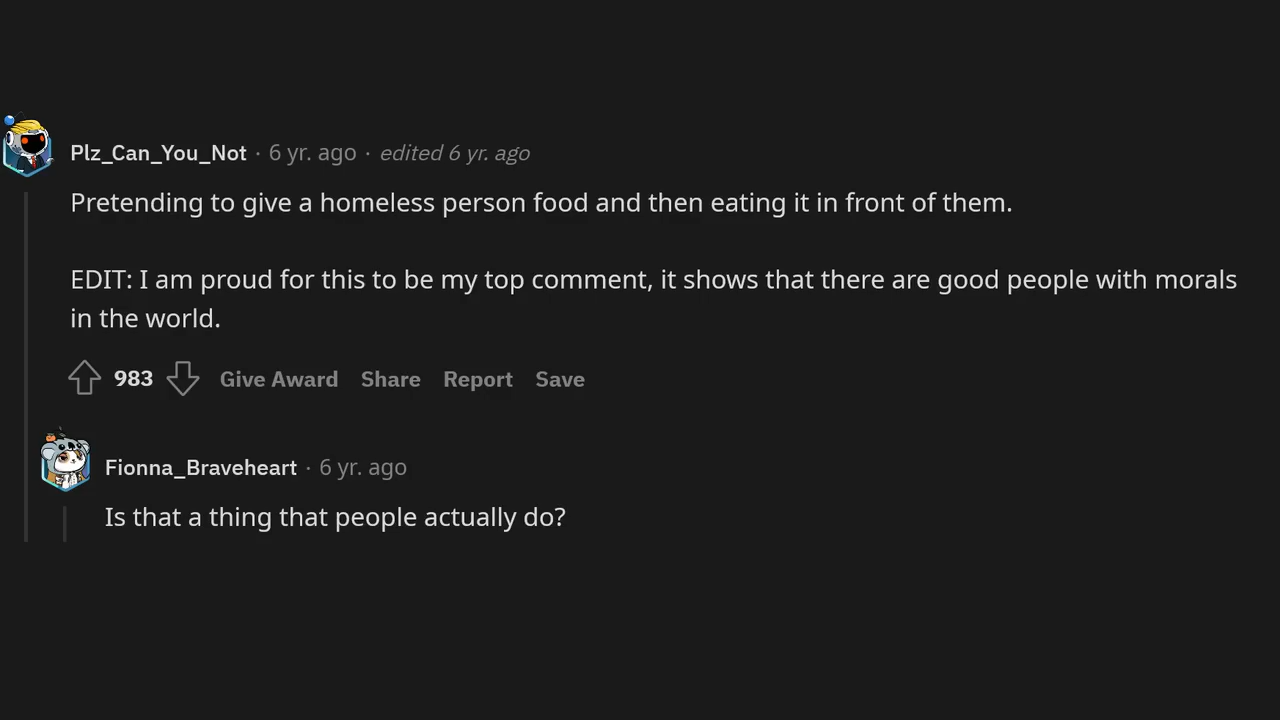 Plz_Can_You_Not · 6 yr. ago · edited 6 yr. ago
Pretending to give a homeless person food and then eating it in front of them.
EDIT: I am proud for this to be my top comment, it shows that there are good people with morals
in the world.
983 Give Award Share Report Save
Fionna_Braveheart · 6 yr. ago
Is that a thing that people actually do?